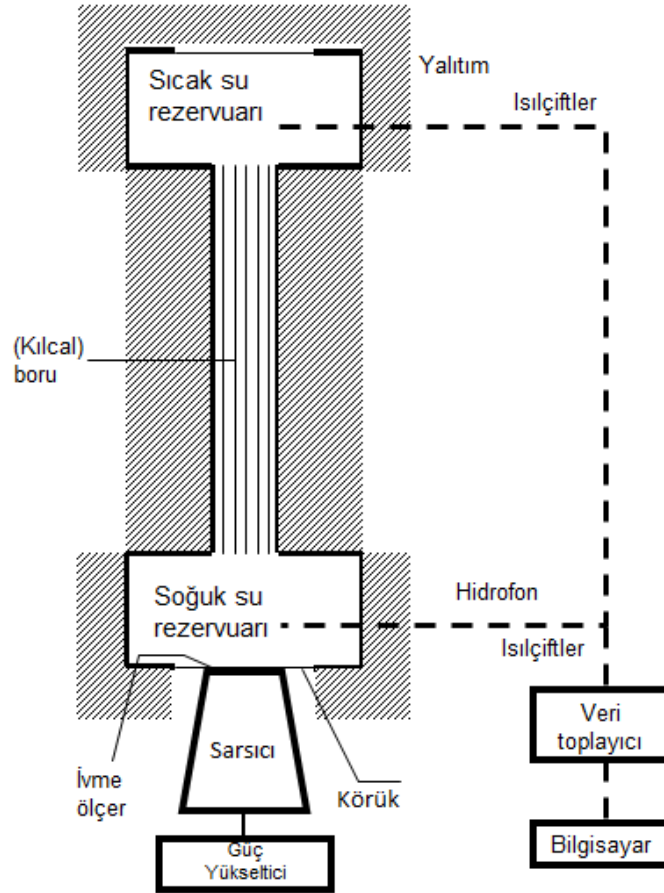 Sıcak su
rezervuarı
Yalıtım
Isılçiftler
(Kılcal)
boru
Soğuk su
rezervuarı
Hidrofon
Isılçiftler
Veri
toplayıcı
Sarsıcı
İvme
ölçer
Körük
Güç
Yükseltici
Bilgisayar